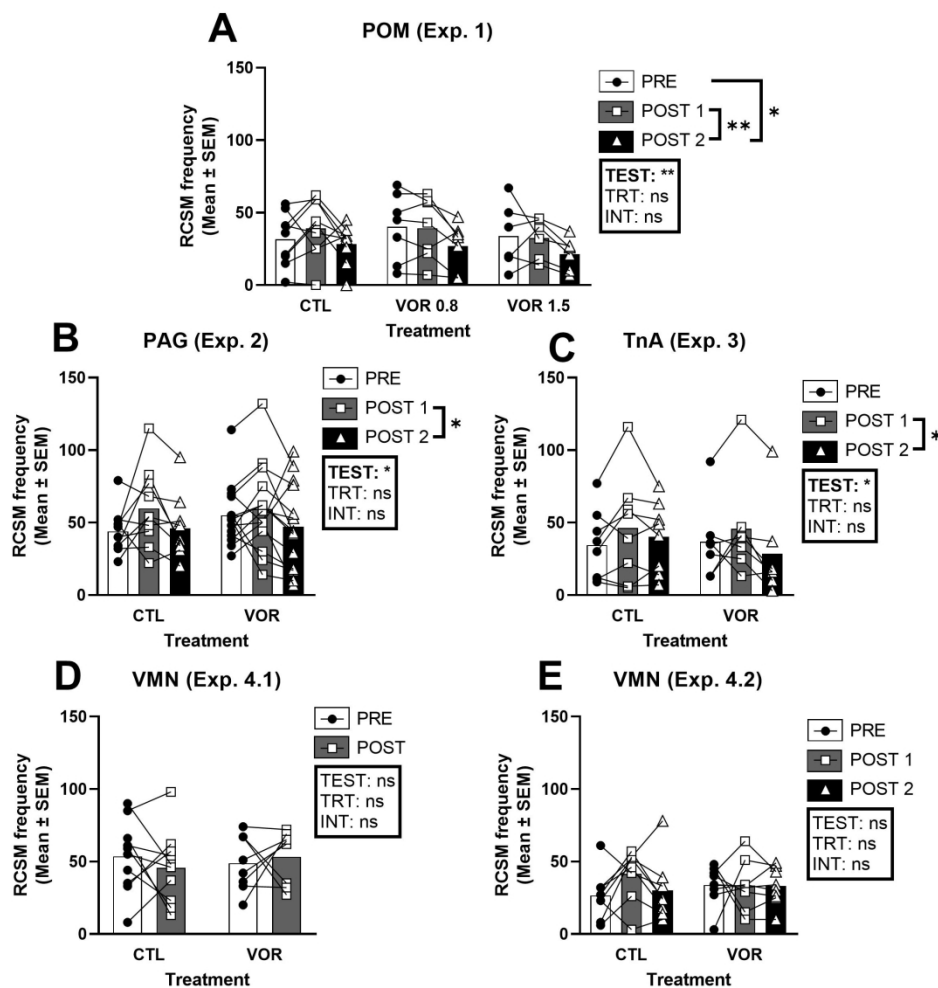 A
POM (Exp. 1)
RCSM frequency
(Mean ± SEM)
150
100
50
0
CTL
VOR 0.8
VOR 1.5
Treatment
PRE
POST 1
POST 2
**
*
TEST: **
TRT: ns
INT: ns
B
PAG (Exp. 2)
RCSM frequency
(Mean ± SEM)
150
100
50
0
CTL
VOR
Treatment
PRE
POST 1
POST 2
*
TEST: *
TRT: ns
INT: ns
C
TnA (Exp. 3)
RCSM frequency
(Mean ± SEM)
150
100
50
0
CTL
VOR
Treatment
PRE
POST 1
POST 2
*
TEST: *
TRT: ns
INT: ns
D
VMN (Exp. 4.1)
RCSM frequency
(Mean ± SEM)
150
100
50
0
CTL
VOR
Treatment
PRE
POST
TEST: ns
TRT: ns
INT: ns
E
VMN (Exp. 4.2)
RCSM frequency
(Mean ± SEM)
150
100
50
0
CTL
VOR
Treatment
PRE
POST 1
POST 2
TEST: ns
TRT: ns
INT: ns